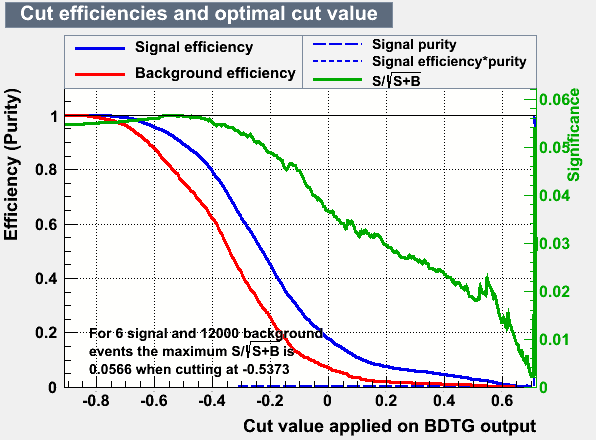 Cut efficiencies and optimal cut value
Signal efficiency
Background efficiency
Signal purity
Signal efficiency*purity
S/√S+B
Efficiency (Purity)
1
0.8
0.6
0.4
0.2
0
0.06
0.05
0.04
0.03
0.02
0.01
0
Significance
For 6 signal and 12000 background
events the maximum S/√S+B is
0.0566 when cutting at -0.5373
-0.8 -0.6 -0.4 -0.2 0 0.2 0.4 0.6
Cut value applied on BDTG output